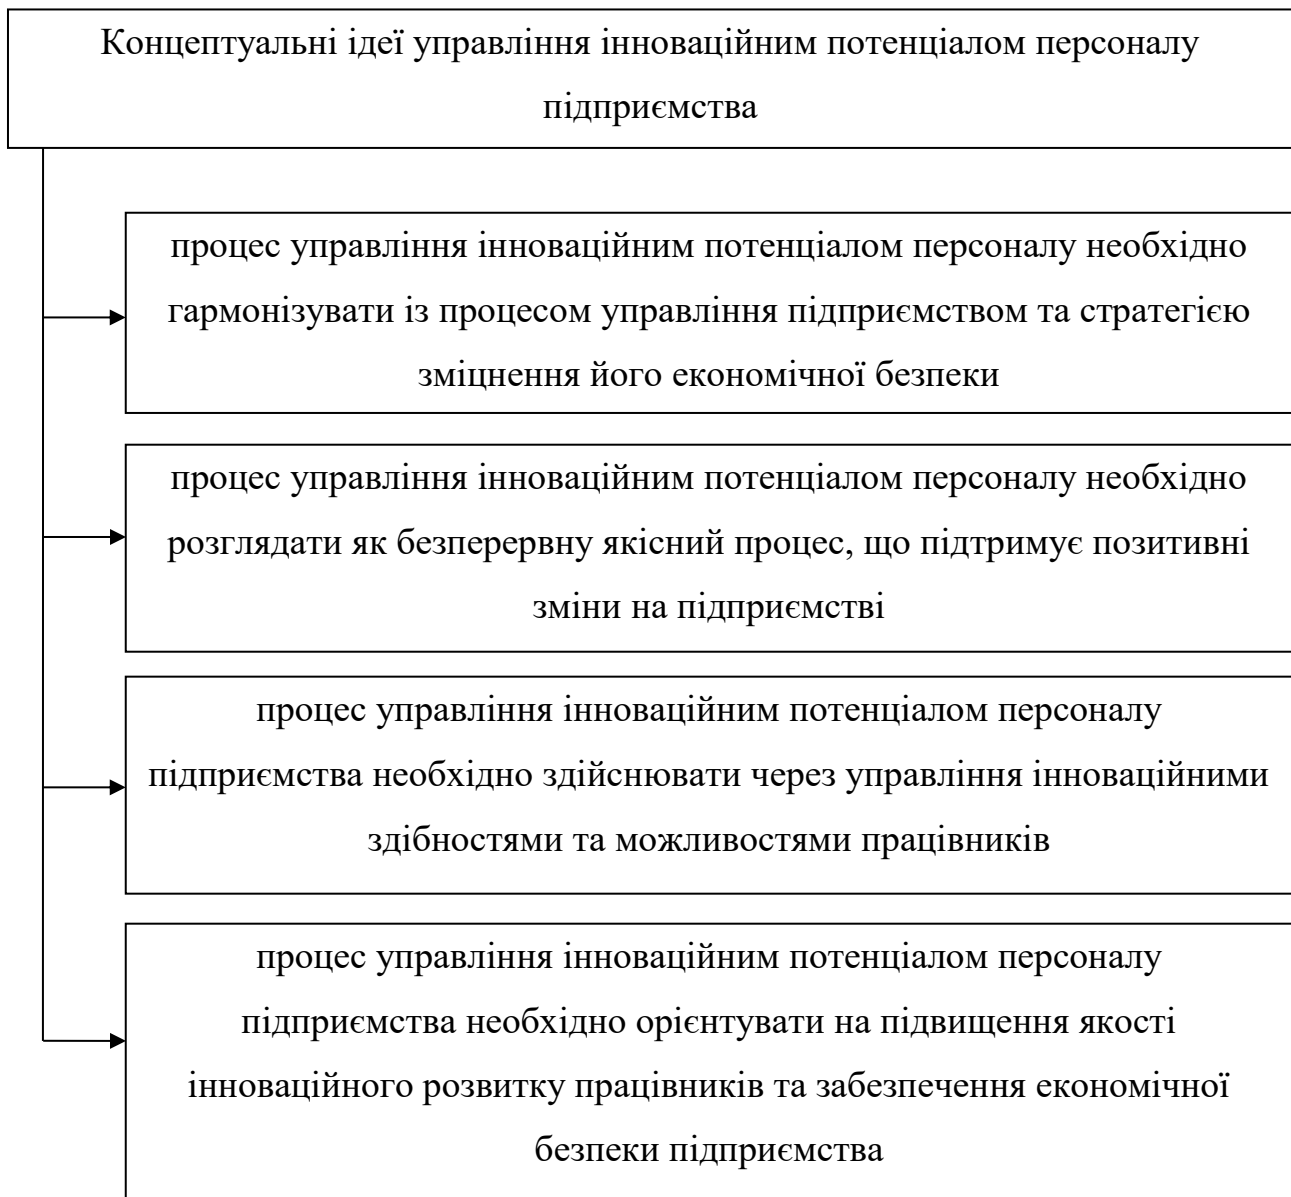 Концептуальні ідеї управління інноваційним потенціалом персоналу
підприємства
процес управління інноваційним потенціалом персоналу необхідно
гармонізувати із процесом управління підприємством та стратегією
зміцнення його економічної безпеки
процес управління інноваційним потенціалом персоналу необхідно
розглядати як безперервну якісний процес, що підтримує позитивні
зміни на підприємстві
процес управління інноваційним потенціалом персоналу
підприємства необхідно здійснювати через управління інноваційними
здібностями та можливостями працівників
процес управління інноваційним потенціалом персоналу
підприємства необхідно орієнтувати на підвищення якості
інноваційного розвитку працівників та забезпечення економічної
безпеки підприємства